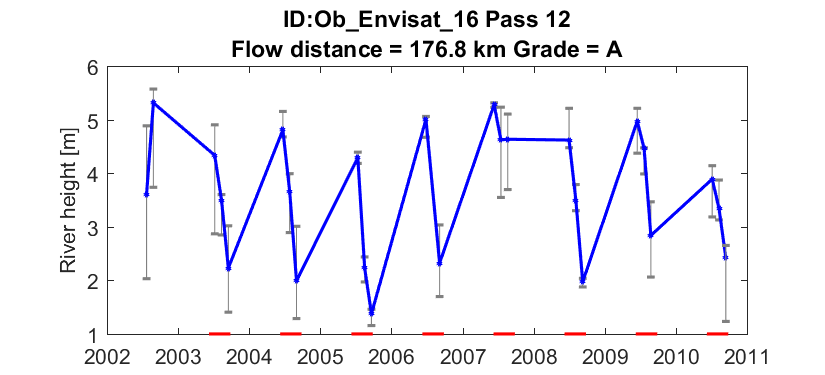 ID:Ob_Envisat_16 Pass 12
Flow distance = 176.8 km Grade = A
River height [m]
6
5
4
3
2
1
2002 2003 2004 2005 2006 2007 2008 2009 2010 2011